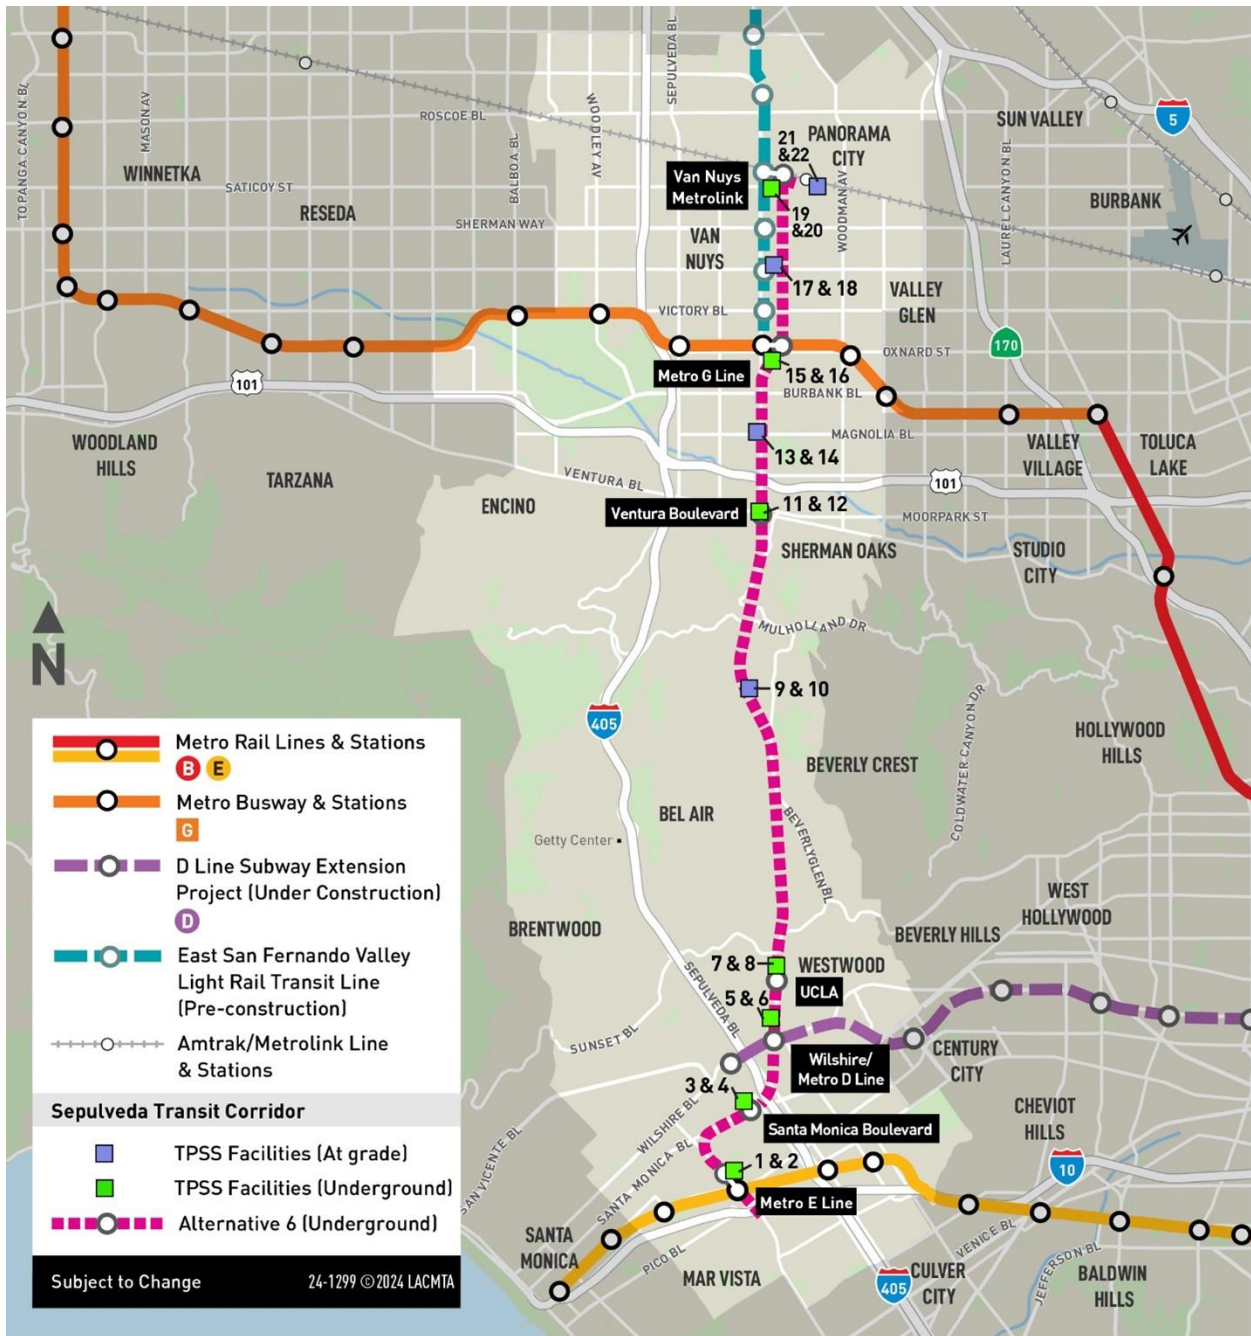 TOPANGA CANYON BL
MASON AV
WINNETKA
SATICOY ST
RESEDA
ROSCOE BL
BALBOA BL
SHERMAN WAY
WOODLEY AV
SEPULVEDA BL
VAN NUYS BL
21
&22
PANORAMA
CITY
WOODMAN AV
SUN VALLEY
LAUREL CANYON BL
5
BURBANK
Van Nuys
Metrolink
19
&20
VAN
NUYS
17 & 18
VALLEY
GLEN
VICTORY BL
170
OXNARD ST
Metro G Line
15 & 16
BURBANK BL
101
WOODLAND
HILLS
TARZANA
MAGNOLIA BL
13 & 14
VALLEY
VILLAGE
TOLUCA
LAKE
VENTURA BL
ENCINO
101
Ventura Boulevard
11 & 12
MOORPARK ST
SHERMAN OAKS
STUDIO
CITY
MULHOLLAND DR
N
9 & 10
405
COLDWATER CANYON DR
HOLLYWOOD
HILLS
BEVERLY CREST
BEL AIR
BEVERLY GLEN BL
Getty Center
WEST
HOLLYWOOD
BRENTWOOD
BEVERLY HILLS
7 & 8
WESTWOOD
SEPULVEDA BL
UCLA
5 & 6
SUNSET BL
CENTURY
CITY
Wilshire/
Metro D Line
3 & 4
CHEVIOT
HILLS
WILSHIRE BL
Santa Monica Boulevard
SAN VICENTE BL
SANTA MONICA BL
1 & 2
10
Metro E Line
SANTA
MONICA
PICO BL
MAR VISTA
VENICE BL
CULVER
CITY
405
JEFFERSON BL
BALDWIN
HILLS
Metro Rail Lines & Stations
B E
Metro Busway & Stations
G
D Line Subway Extension
Project (Under Construction)
D
East San Fernando Valley
Light Rail Transit Line
(Pre-construction)
Amtrak/Metrolink Line
& Stations
Sepulveda Transit Corridor
TPSS Facilities (At grade)
TPSS Facilities (Underground)
Alternative 6 (Underground)
Subject to Change 24-1299 ©2024 LACMTA